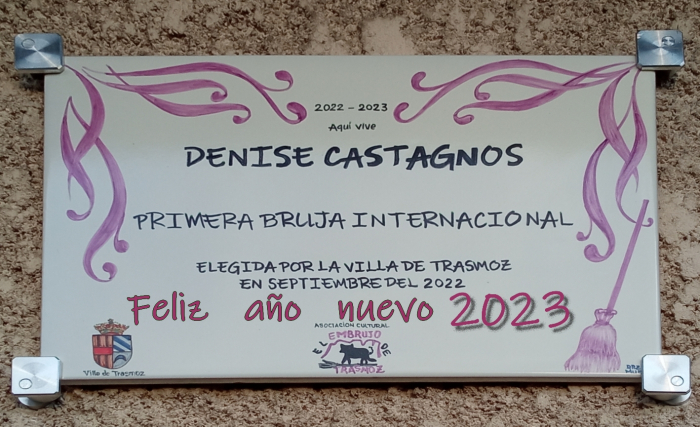 2022 - 2023
Aquí vive
DENISE CASTAGNOS
PRIMERA BRUJA INTERNACIONAL
ELEGIDA POR LA VILLA DE TRASMOZ
EN SEPTIEMBRE DEL 2022
Feliz año nuevo 2023
ASOCIACION CULTURAL
EL EMBRUJO DE
TRASMOZ
Villa de Trasmoz